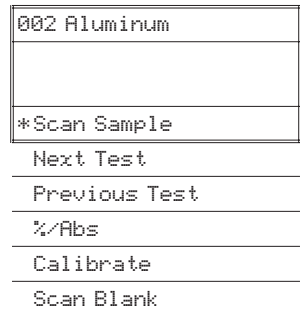 002 Aluminum
*Scan Sample
Next Test
Previous Test
%/Abs
Calibrate
Scan Blank